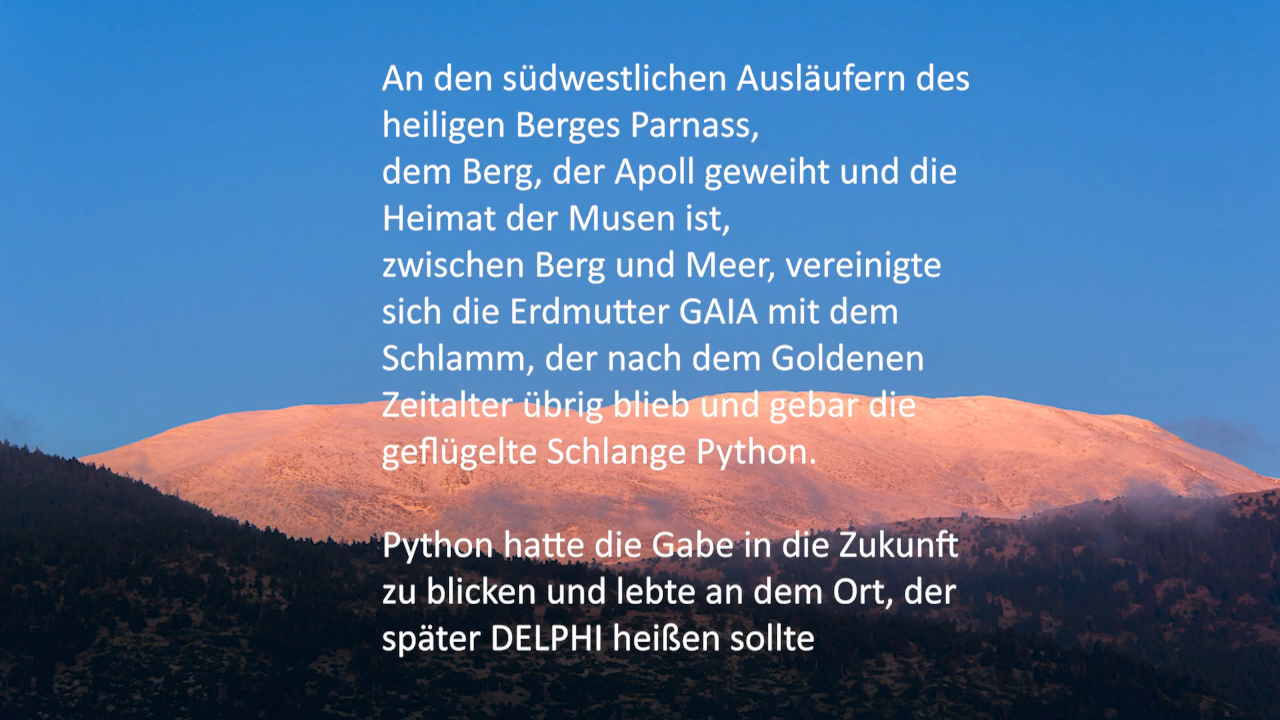 An den südwestlichen Ausläufern des
heiligen Berges Parnass,
dem Berg, der Apoll geweiht und die
Heimat der Musen ist,
zwischen Berg und Meer, vereinigte
sich die Erdmutter GAIA mit dem
Schlamm, der nach dem Goldenen
Zeitalter übrig blieb und gebar die
geflügelte Schlange Python.
Python hatte die Gabe in die Zukunft
zu blicken und lebte an dem Ort, der
später DELPHI heißen sollte